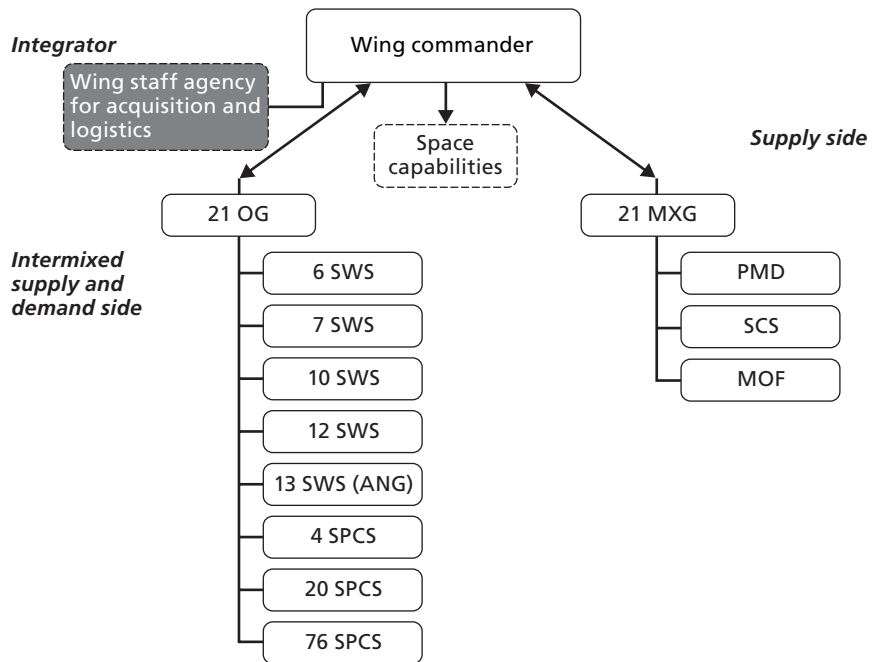 Integrator
Wing commander
Wing staff agency
for acquisition and
logistics
Space
capabilities
Supply side
21 OG
21 MXG
Intermixed
supply and
demand side
6 SWS
7 SWS
10 SWS
12 SWS
13 SWS (ANG)
4 SPCS
20 SPCS
76 SPCS
PMD
SCS
MOF